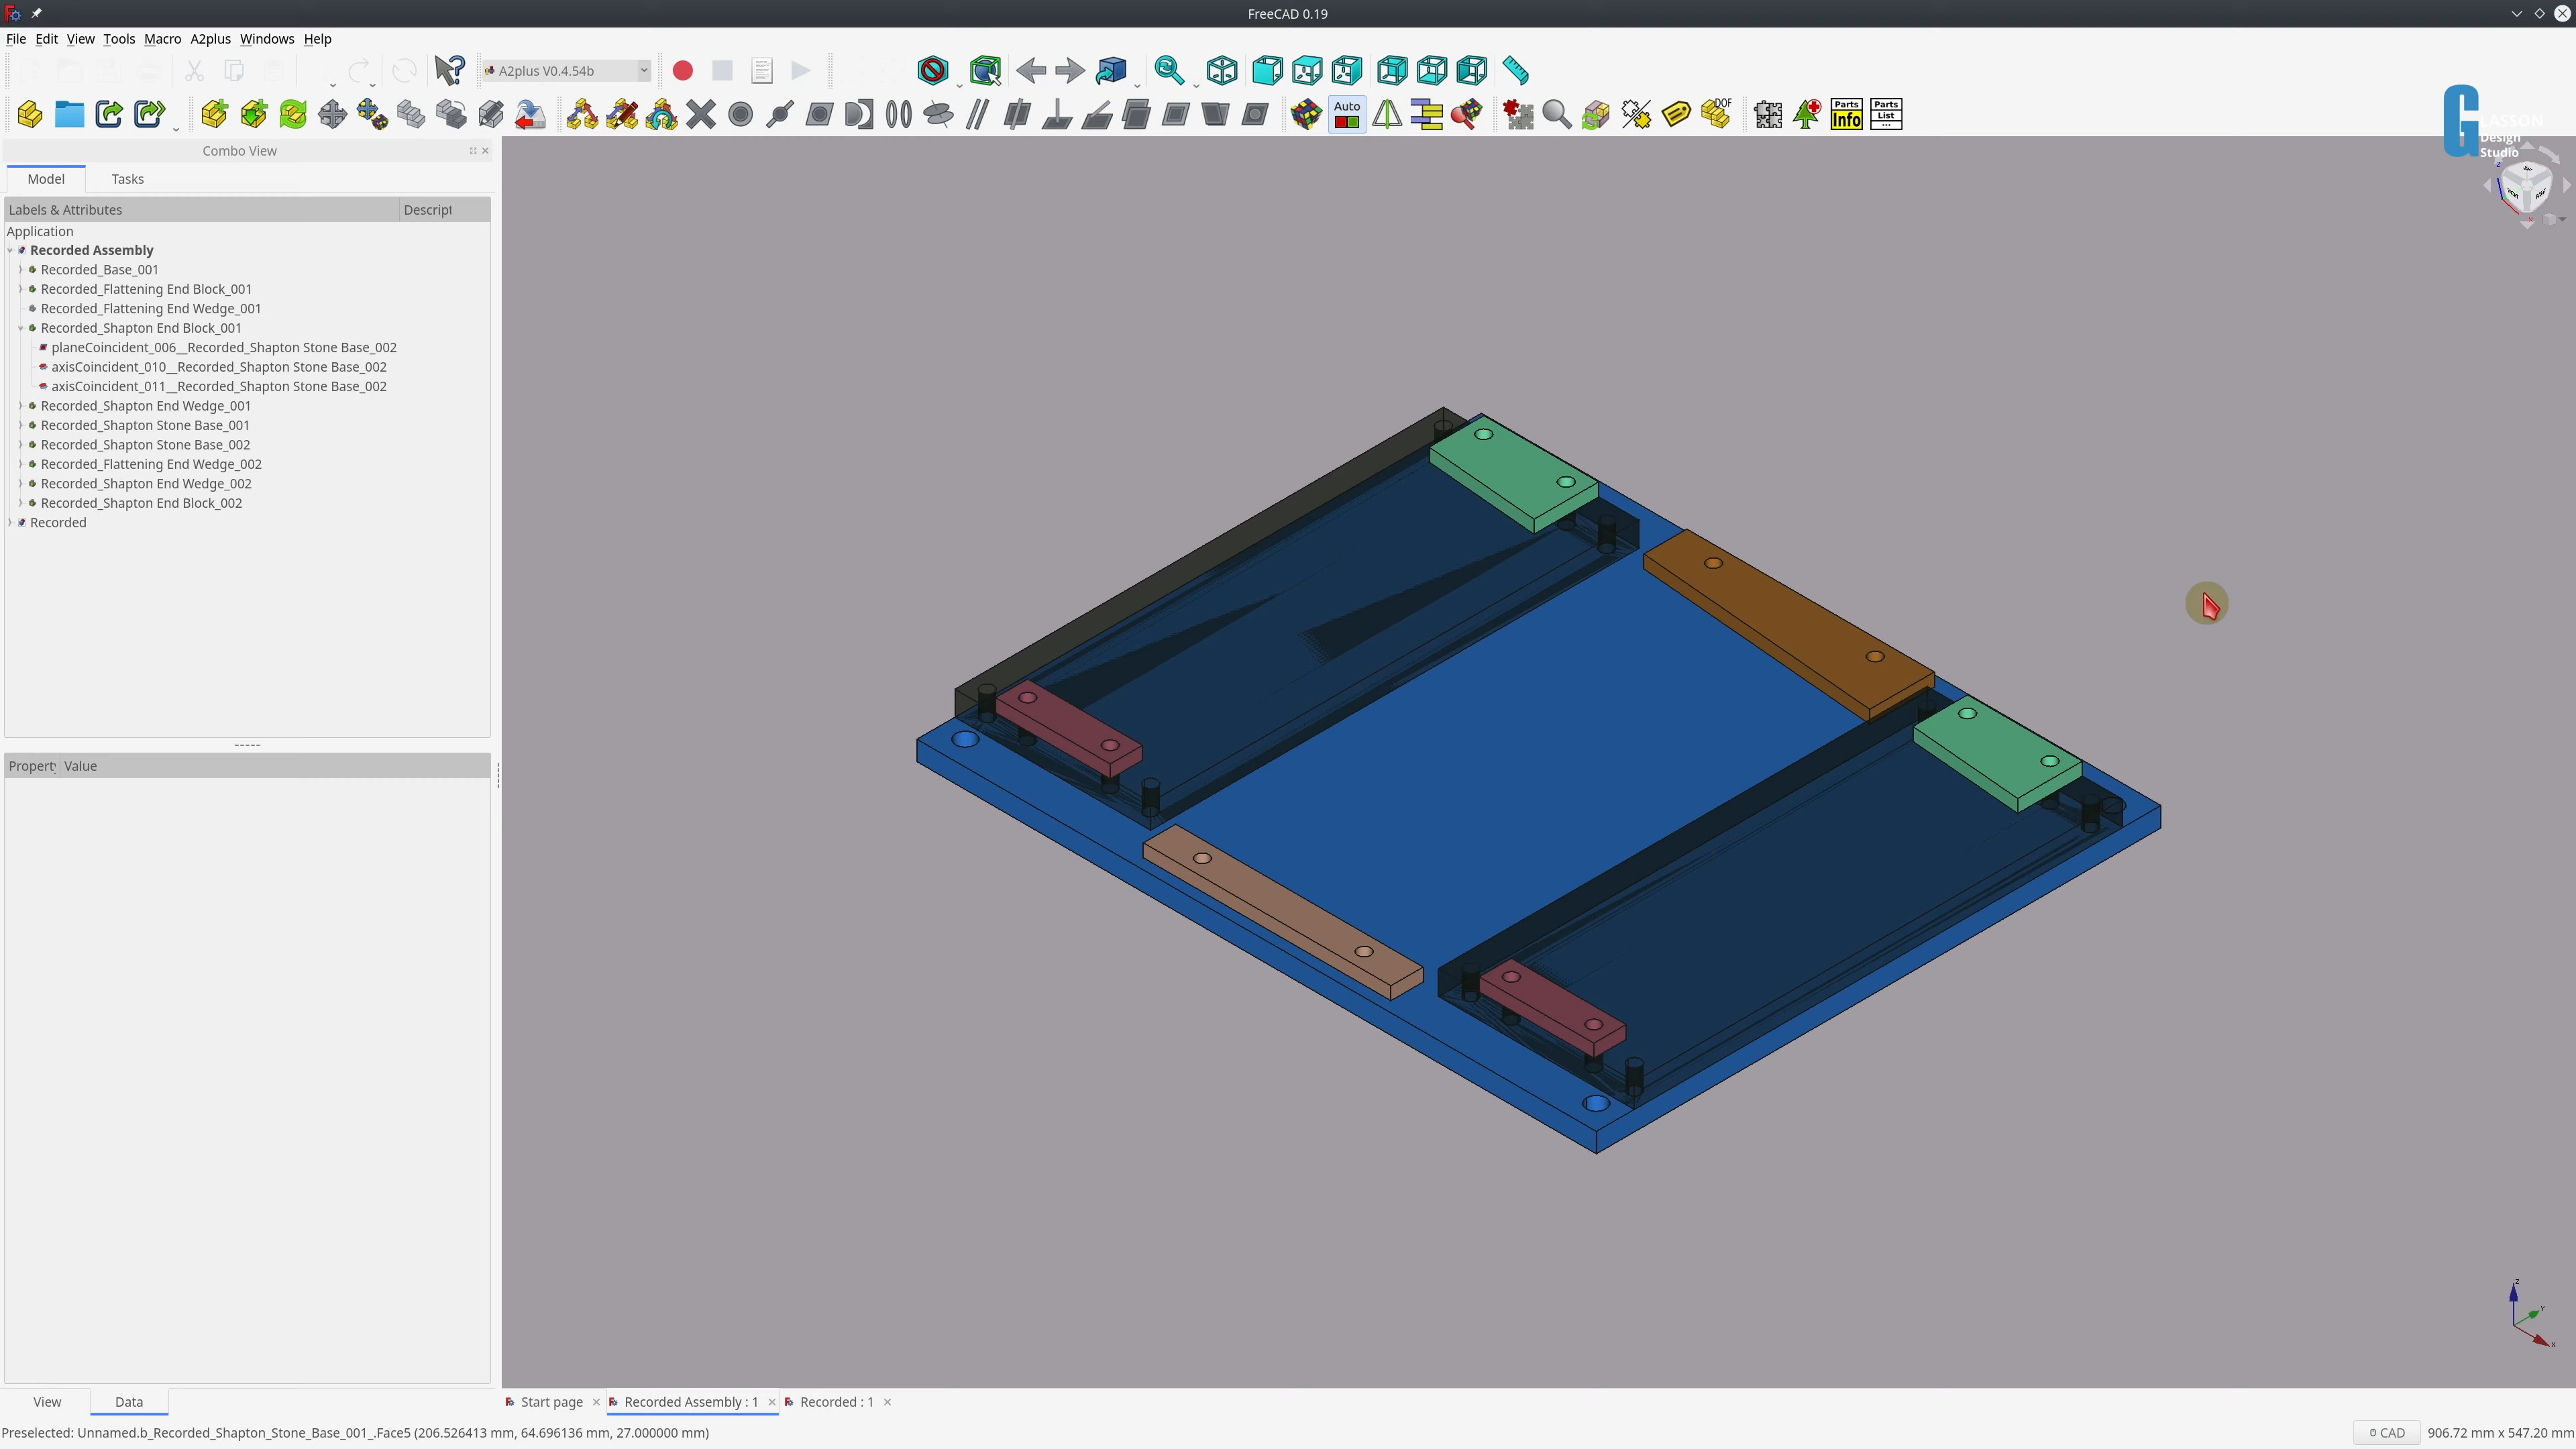 FreeCAD 0.19
File Edit View Tools Macro A2plus Windows Help
A2plus V0.4.54b
Auto
DOF
Parts
Info
Parts
List
...
LASSON
Design
Studio
Combo View
Model Tasks
Labels & Attributes Descript
Application
Recorded Assembly
Recorded_Base_001
Recorded_Flattening End Block_001
Recorded_Flattening End Wedge_001
Recorded_Shapton End Block_001
planeCoincident_006__Recorded_Shapton Stone Base_002
axisCoincident_010__Recorded_Shapton Stone Base_002
axisCoincident_011__Recorded_Shapton Stone Base_002
Recorded_Shapton End Wedge_001
Recorded_Shapton Stone Base_001
Recorded_Shapton Stone Base_002
Recorded_Flattening End Wedge_002
Recorded_Shapton End Wedge_002
Recorded_Shapton End Block_002
Recorded
Property Value
Z
Y
X
View Data
Start page Recorded Assembly : 1 Recorded : 1
Preselected: Unnamed.b_Recorded_Shapton_Stone_Base_001_.Face5 (206.526413 mm, 64.696136 mm, 27.000000 mm)
CAD 906.72 mm x 547.20 mm